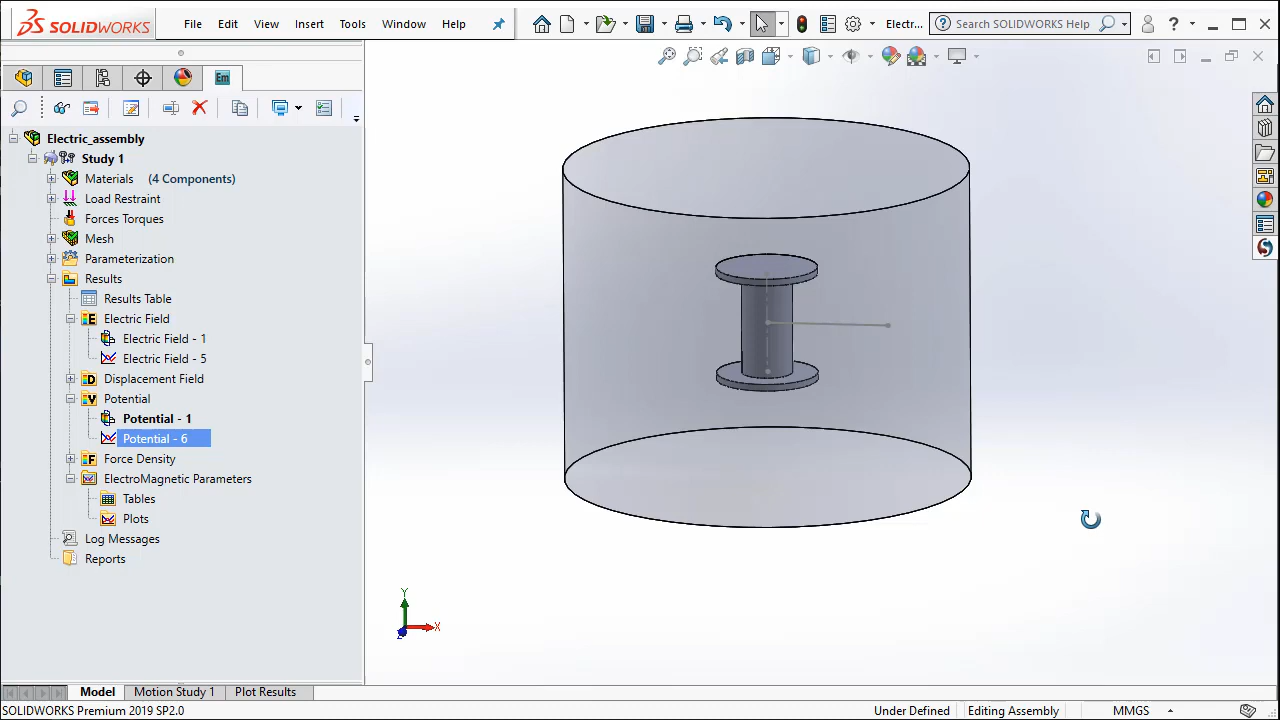 SOLIDWORKS
File Edit View Insert Tools Window Help
Electr...
Search SOLIDWORKS Help
?
Em
Electric_assembly
Study 1
Materials (4 Components)
Load Restraint
Forces Torques
Mesh
Parameterization
Results
Results Table
E Electric Field
Electric Field - 1
Electric Field - 5
D Displacement Field
V Potential
Potential - 1
Potential - 6
F Force Density
ElectroMagnetic Parameters
Tables
Plots
Log Messages
Reports
Y
X
Z
Model Motion Study 1 Plot Results
SOLIDWORKS Premium 2019 SP2.0
Under Defined Editing Assembly MMGS